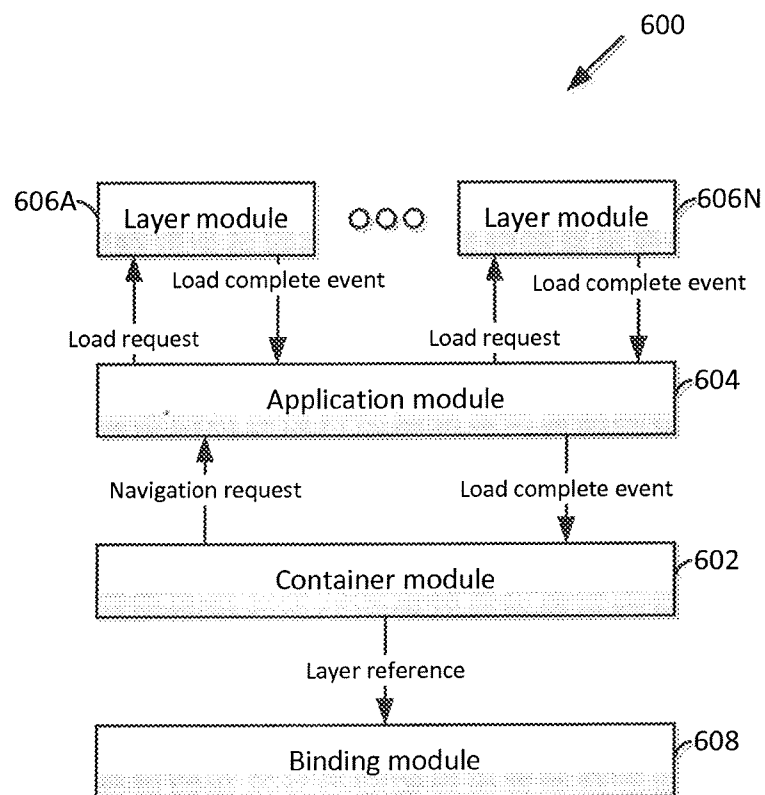 600
606A Layer module Layer module 606N
Load complete event Load complete event
Load request Load request
Application module 604
Navigation request Load complete event
Container module 602
Layer reference
Binding module 608